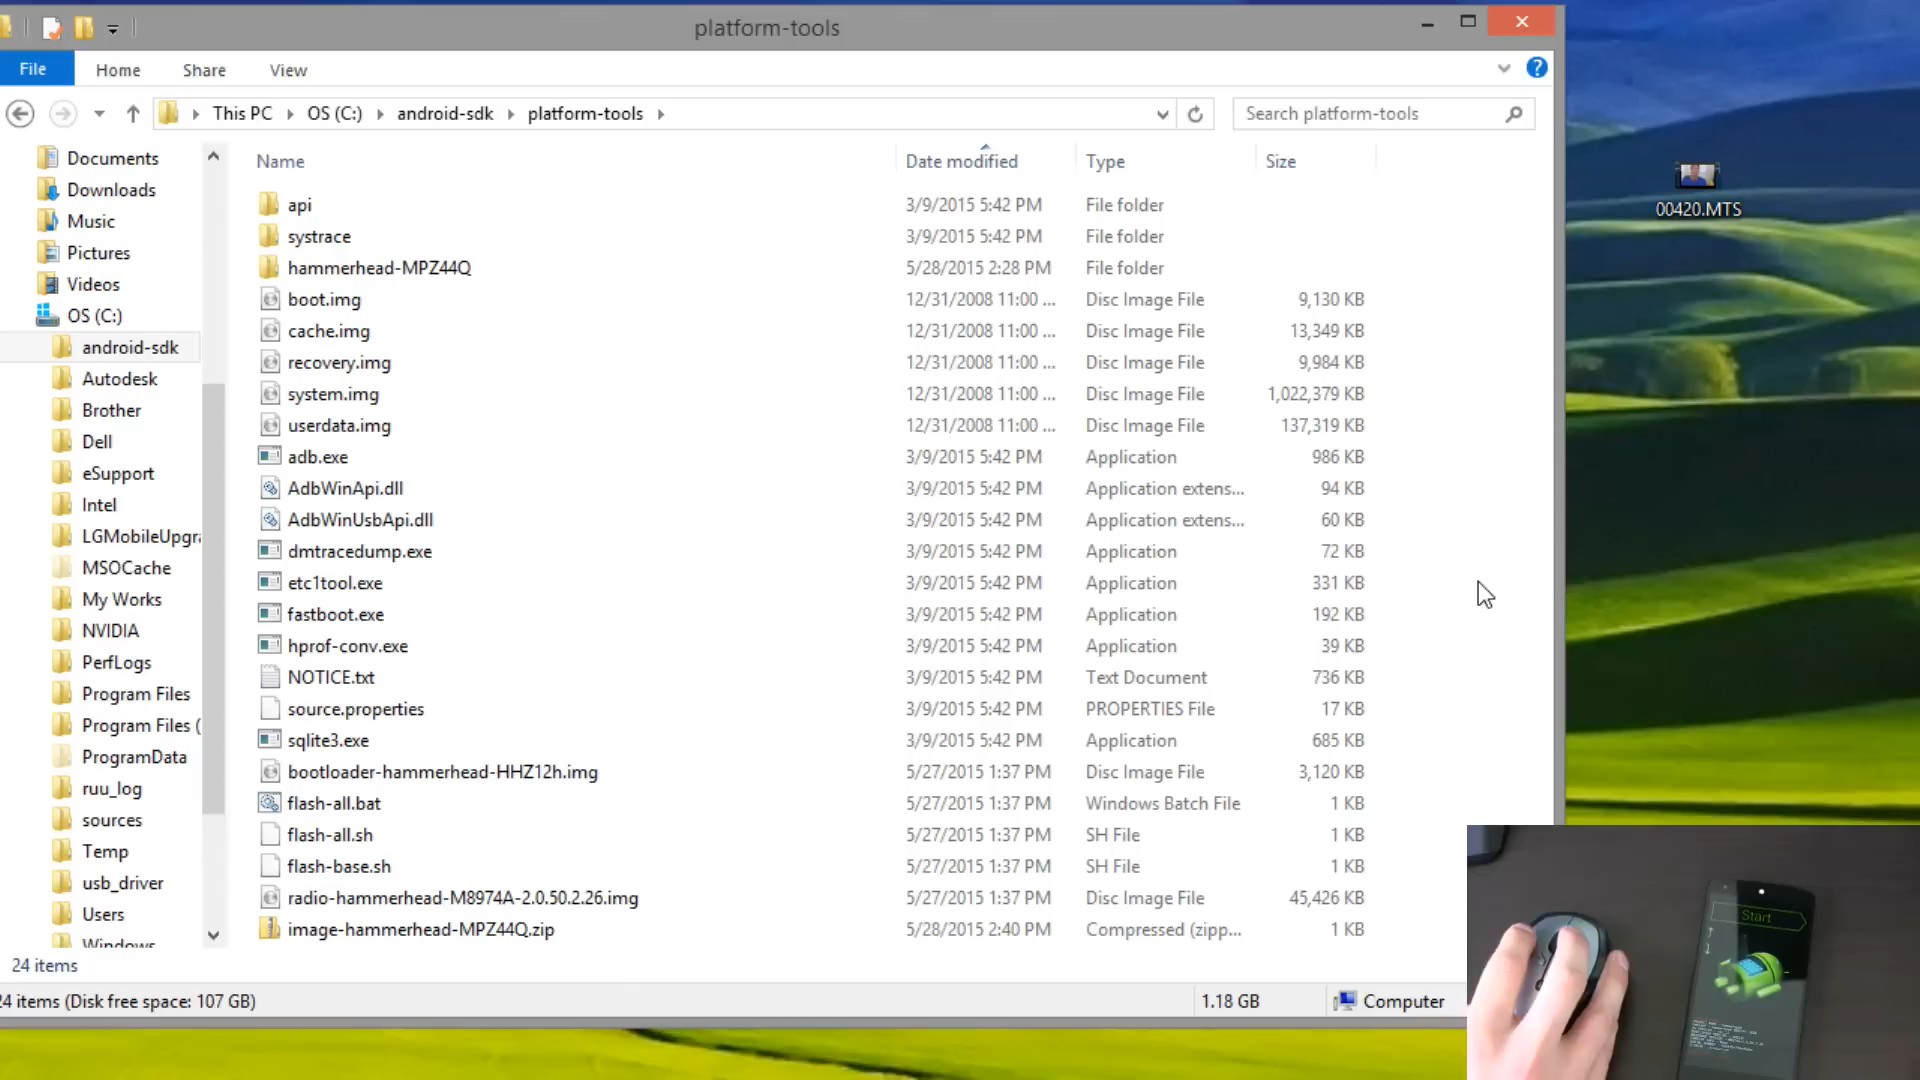 platform-tools
File Home Share View
This PC OS (C:) android-sdk platform-tools
Search platform-tools
Name Date modified Type Size
Documents
Downloads
Music
Pictures
Videos
OS (C:)
android-sdk
Autodesk
Brother
Dell
eSupport
Intel
LGMobileUpgra
MSOCache
My Works
NVIDIA
PerfLogs
Program Files
Program Files (
ProgramData
ruu_log
sources
Temp
usb_driver
Users
Windows
api 3/9/2015 5:42 PM File folder
systrace 3/9/2015 5:42 PM File folder
hammerhead-MPZ44Q 5/28/2015 2:28 PM File folder
boot.img 12/31/2008 11:00 ... Disc Image File 9,130 KB
cache.img 12/31/2008 11:00 ... Disc Image File 13,349 KB
recovery.img 12/31/2008 11:00 ... Disc Image File 9,984 KB
system.img 12/31/2008 11:00 ... Disc Image File 1,022,379 KB
userdata.img 12/31/2008 11:00 ... Disc Image File 137,319 KB
adb.exe 3/9/2015 5:42 PM Application 986 KB
AdbWinApi.dll 3/9/2015 5:42 PM Application extens... 94 KB
AdbWinUsbApi.dll 3/9/2015 5:42 PM Application extens... 60 KB
dmtracedump.exe 3/9/2015 5:42 PM Application 72 KB
etc1tool.exe 3/9/2015 5:42 PM Application 331 KB
fastboot.exe 3/9/2015 5:42 PM Application 192 KB
hprof-conv.exe 3/9/2015 5:42 PM Application 39 KB
NOTICE.txt 3/9/2015 5:42 PM Text Document 736 KB
source.properties 3/9/2015 5:42 PM PROPERTIES File 17 KB
sqlite3.exe 3/9/2015 5:42 PM Application 685 KB
bootloader-hammerhead-HHZ12h.img 5/27/2015 1:37 PM Disc Image File 3,120 KB
flash-all.bat 5/27/2015 1:37 PM Windows Batch File 1 KB
flash-all.sh 5/27/2015 1:37 PM SH File 1 KB
flash-base.sh 5/27/2015 1:37 PM SH File 1 KB
radio-hammerhead-M8974A-2.0.50.2.26.img 5/27/2015 1:37 PM Disc Image File 45,426 KB
image-hammerhead-MPZ44Q.zip 5/28/2015 2:40 PM Compressed (zipp... 1 KB
24 items
24 items (Disk free space: 107 GB) 1.18 GB Computer
00420.MTS
Start